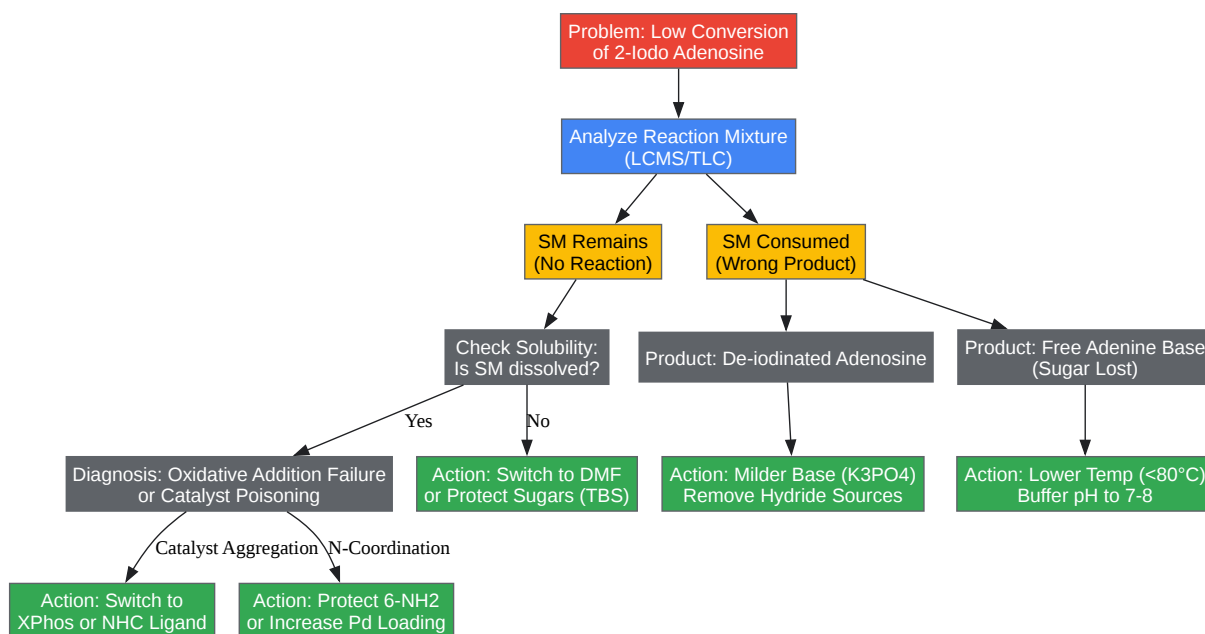 Problem: Low Conversion
of 2-Iodo Adenosine
Analyze Reaction Mixture
(LCMS/TLC)
SM Remains
(No Reaction)
SM Consumed
(Wrong Product)
Check Solubility:
Is SM dissolved?
Product: De-iodinated Adenosine
Product: Free Adenine Base
(Sugar Lost)
Yes
No
Diagnosis: Oxidative Addition Failure
or Catalyst Poisoning
Action: Switch to DMF
or Protect Sugars (TBS)
Action: Milder Base (K3PO4)
Remove Hydride Sources
Action: Lower Temp (<80°C)
Buffer pH to 7-8
Catalyst Aggregation
N-Coordination
Action: Switch to
XPhos or NHC Ligand
Action: Protect 6-NH2
or Increase Pd Loading